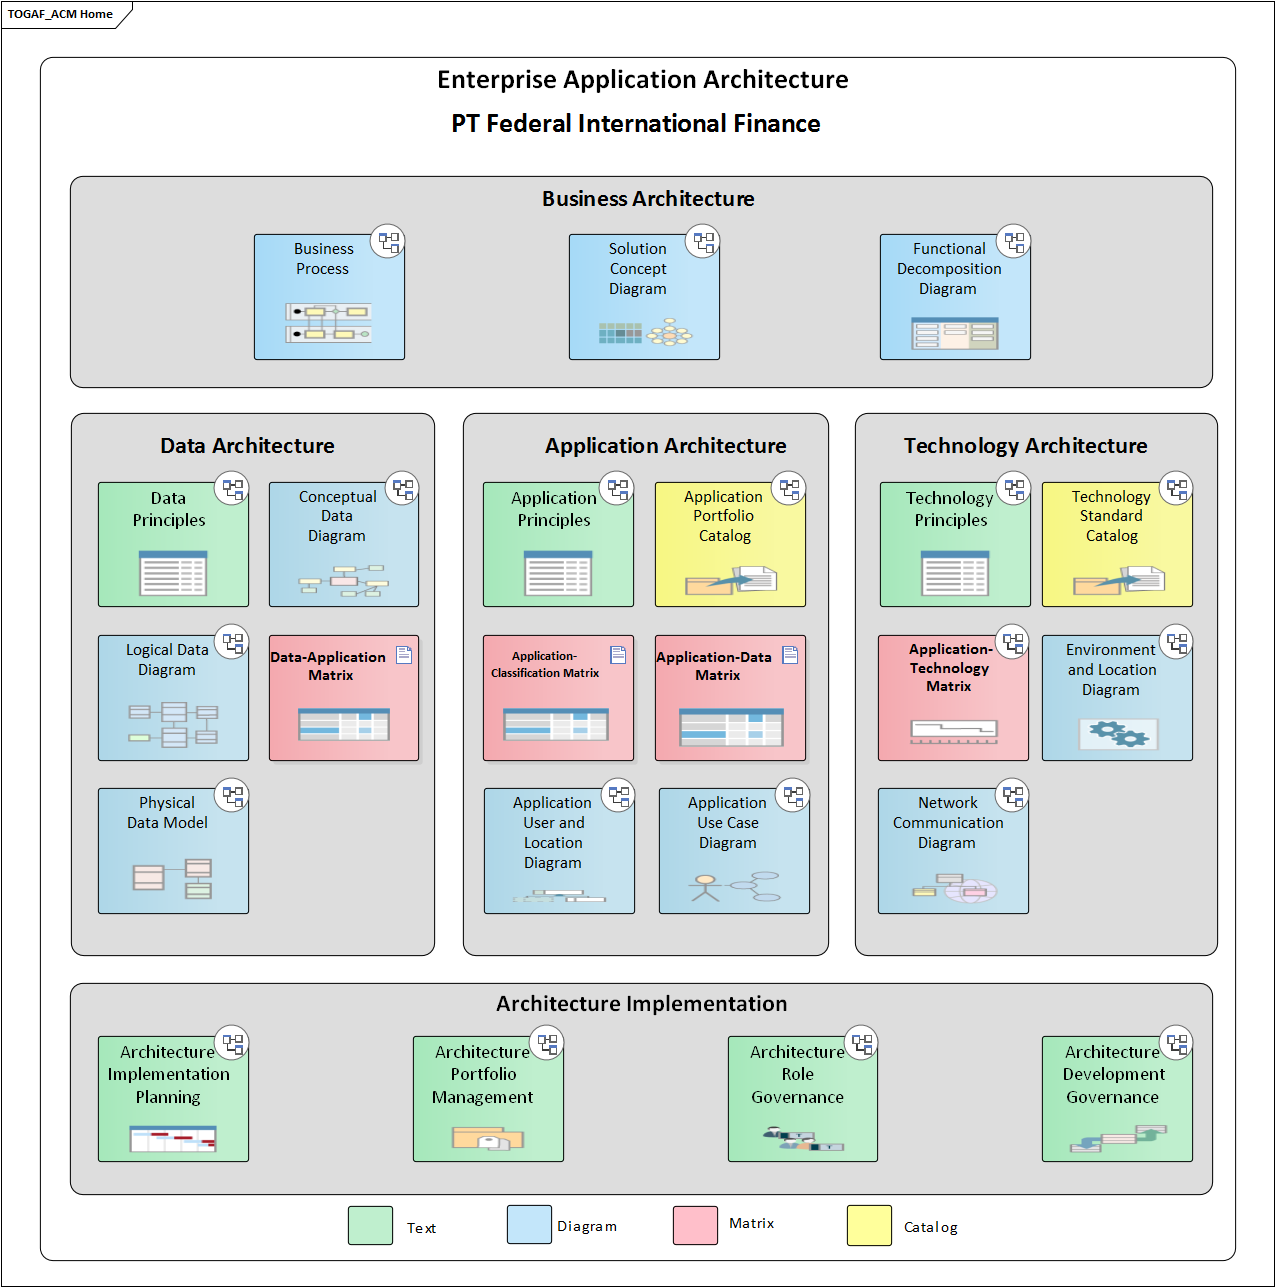 TOGAF_ACM Home
Enterprise Application Architecture
PT Federal International Finance
Business Architecture
Business
Process
Solution
Concept
Diagram
Functional
Decomposition
Diagram
Data Architecture
Data
Principles
Conceptual
Data
Diagram
Logical Data
Diagram
Data-Application
Matrix
Physical
Data Model
Application Architecture
Application
Principles
Application
Portfolio
Catalog
Application-
Classification Matrix
Application-Data
Matrix
Application
User and
Location
Diagram
Application
Use Case
Diagram
Technology Architecture
Technology
Principles
Technology
Standard
Catalog
Application-
Technology
Matrix
Environment
and Location
Diagram
Network
Communication
Diagram
Architecture Implementation
Architecture
Implementation
Planning
Architecture
Portfolio
Management
Architecture
Role
Governance
Architecture
Development
Governance
Text
Diagram
Matrix
Catalog